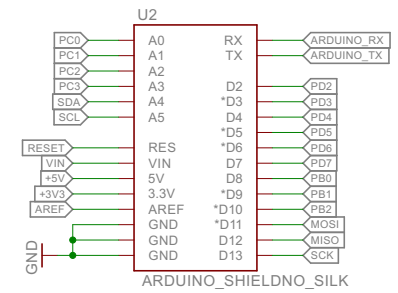 U2
PC0 A0 RX ARDUINO_RX
PC1 A1 TX ARDUINO_TX
PC2 A2
PC3 A3 D2 PD2
SDA A4 *D3 PD3
SCL A5 D4 PD4
*D5 PD5
RESET RES *D6 PD6
VIN VIN D7 PD7
+5V 5V D8 PB0
+3V3 3.3V *D9 PB1
AREF AREF *D10 PB2
GND *D11 MOSI
GND D12 MISO
GND GND D13 SCK
ARDUINO_SHIELDNO_SILK